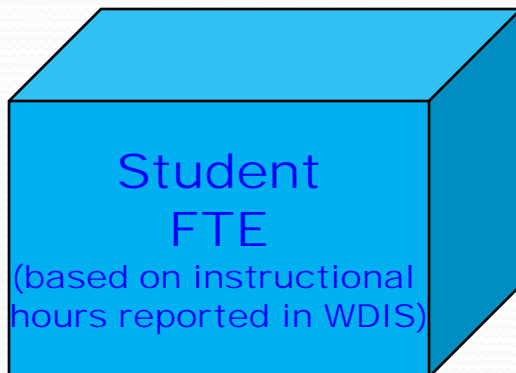 Student
FTE
(based on instructional
hours reported in WDIS)